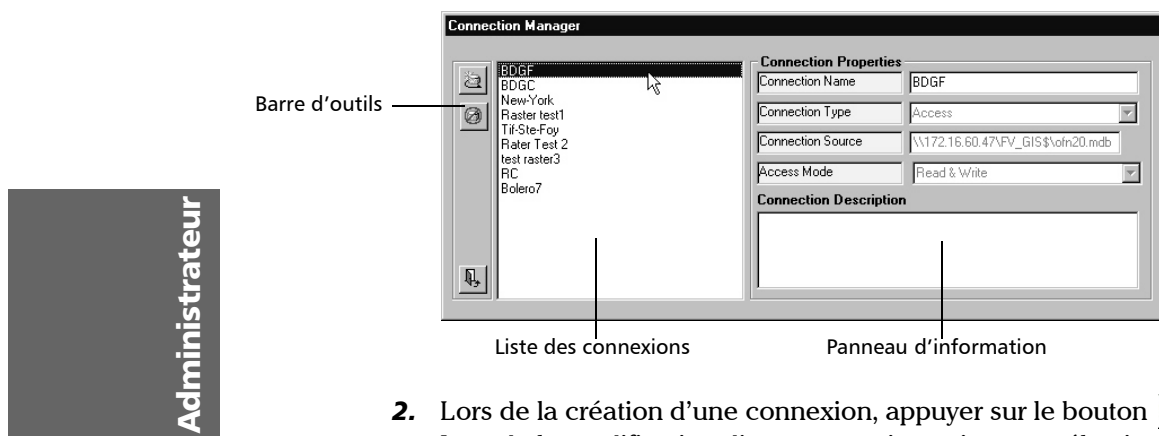 Connection Manager
BDGF
BDGC
New-York
Raster test1
Tif-Ste-Foy
Rater Test 2
test raster3
RC
Bolero7
Connection Properties
Connection Name BDGF
Connection Type Access
Connection Source \\172.16.60.47\FV_GIS$\ofn20.mdb
Access Mode Read & Write
Connection Description
Barre d'outils
Liste des connexions
Panneau d'information
Administrateur
2. Lors de la création d'une connexion, appuyer sur le bouton